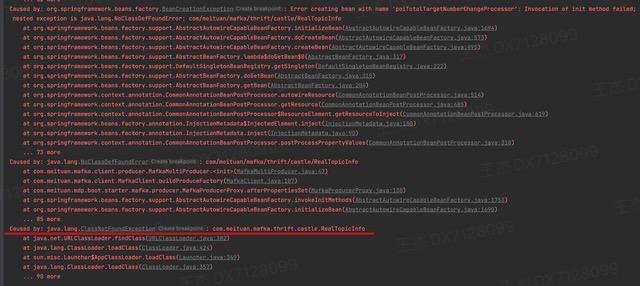 Caused by: org.springframework.beans.factory.BeanCreationException Create breakpoint : Error creating bean with name 'poiTotalTargetNumberChangeProcessor': Invocation of init method failed;
nested exception is java.lang.NoClassDefFoundError: com/meituan/mafka/thrift/castle/RealTopicInfo
at org.springframework.beans.factory.support.AbstractAutowireCapableBeanFactory.initializeBean(AbstractAutowireCapableBeanFactory.java:1694)
at org.springframework.beans.factory.support.AbstractAutowireCapableBeanFactory.doCreateBean(AbstractAutowireCapableBeanFactory.java:573)
at org.springframework.beans.factory.support.AbstractAutowireCapableBeanFactory.createBean(AbstractAutowireCapableBeanFactory.java:495)
at org.springframework.beans.factory.support.AbstractBeanFactory.lambda$doGetBean$0(AbstractBeanFactory.java:317)
at org.springframework.beans.factory.support.DefaultSingletonBeanRegistry.getSingleton(DefaultSingletonBeanRegistry.java:222)
at org.springframework.beans.factory.support.AbstractBeanFactory.doGetBean(AbstractBeanFactory.java:315)
at org.springframework.beans.factory.support.AbstractBeanFactory.getBean(AbstractBeanFactory.java:204)
at org.springframework.context.annotation.CommonAnnotationBeanPostProcessor.autowireResource(CommonAnnotationBeanPostProcessor.java:514)
at org.springframework.context.annotation.CommonAnnotationBeanPostProcessor.getResource(CommonAnnotationBeanPostProcessor.java:485)
at org.springframework.context.annotation.CommonAnnotationBeanPostProcessor$ResourceElement.getResourceToInject(CommonAnnotationBeanPostProcessor.java:619)
at org.springframework.beans.factory.annotation.InjectionMetadata$InjectedElement.inject(InjectionMetadata.java:180)
at org.springframework.beans.factory.annotation.InjectionMetadata.inject(InjectionMetadata.java:90)
at org.springframework.context.annotation.CommonAnnotationBeanPostProcessor.postProcessPropertyValues(CommonAnnotationBeanPostProcessor.java:318)
... 73 more
Caused by: java.lang.NoClassDefFoundError Create breakpoint : com/meituan/mafka/thrift/castle/RealTopicInfo
at com.meituan.mafka.client.producer.MafkaMultiProducer.<init>(MafkaMultiProducer.java:47)
at com.meituan.mafka.client.MafkaClient.buildProduceFactory(MafkaClient.java:107)
at com.meituan.mdp.boot.starter.mafka.producer.MafkaProducerProxy.afterPropertiesSet(MafkaProducerProxy.java:138)
at org.springframework.beans.factory.support.AbstractAutowireCapableBeanFactory.invokeInitMethods(AbstractAutowireCapableBeanFactory.java:1753)
at org.springframework.beans.factory.support.AbstractAutowireCapableBeanFactory.initializeBean(AbstractAutowireCapableBeanFactory.java:1690)
... 85 more
Caused by: java.lang.ClassNotFoundException Create breakpoint : com.meituan.mafka.thrift.castle.RealTopicInfo
at java.net.URLClassLoader.findClass(URLClassLoader.java:382)
at java.lang.ClassLoader.loadClass(ClassLoader.java:424)
at sun.misc.Launcher$AppClassLoader.loadClass(Launcher.java:349)
at java.lang.ClassLoader.loadClass(ClassLoader.java:357)
... 90 more